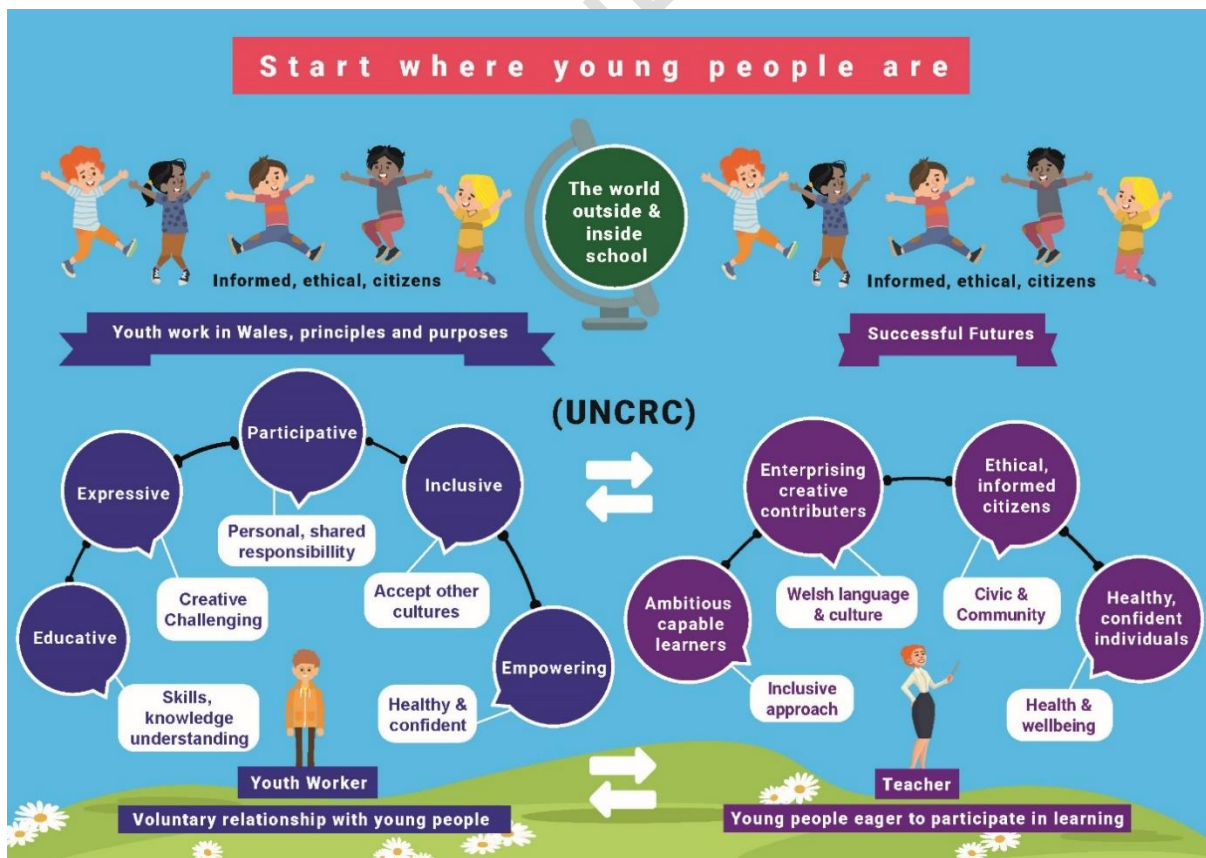 Start where young people are
The world
outside &
inside
school
Informed, ethical, citizens
Informed, ethical, citizens
Youth work in Wales, principles and purposes
Successful Futures
(UNCRC)
Participative
Expressive
Inclusive
Personal, shared
responsibillity
Creative
Challenging
Accept other
cultures
Educative
Empowering
Skills,
knowledge
understanding
Healthy &
confident
Enterprising
creative
contributers
Ethical,
informed
citizens
Welsh language
& culture
Civic &
Community
Ambitious
capable
learners
Healthy,
confident
individuals
Inclusive
approach
Health &
wellbeing
Youth Worker
Voluntary relationship with young people
Teacher
Young people eager to participate in learning